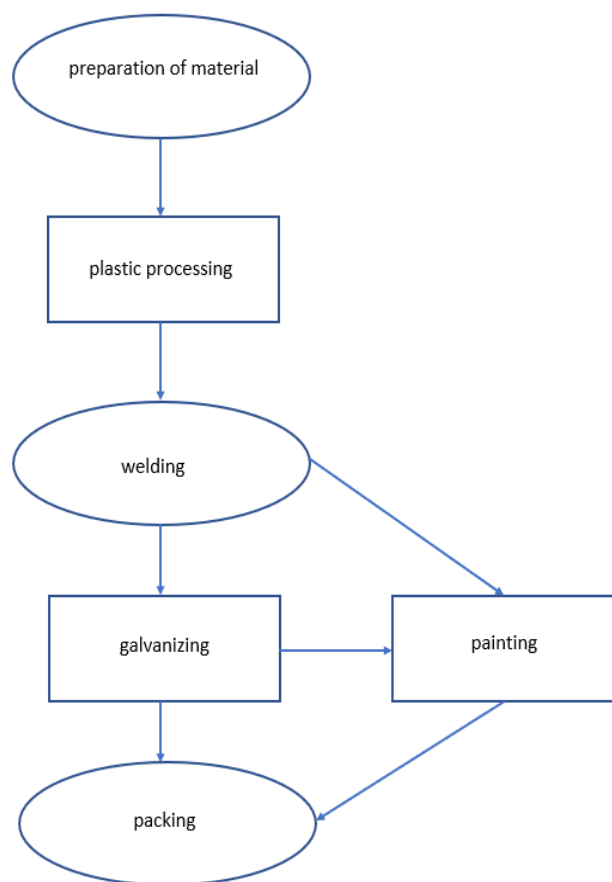 preparation of material
plastic processing
welding
galvanizing
painting
packing